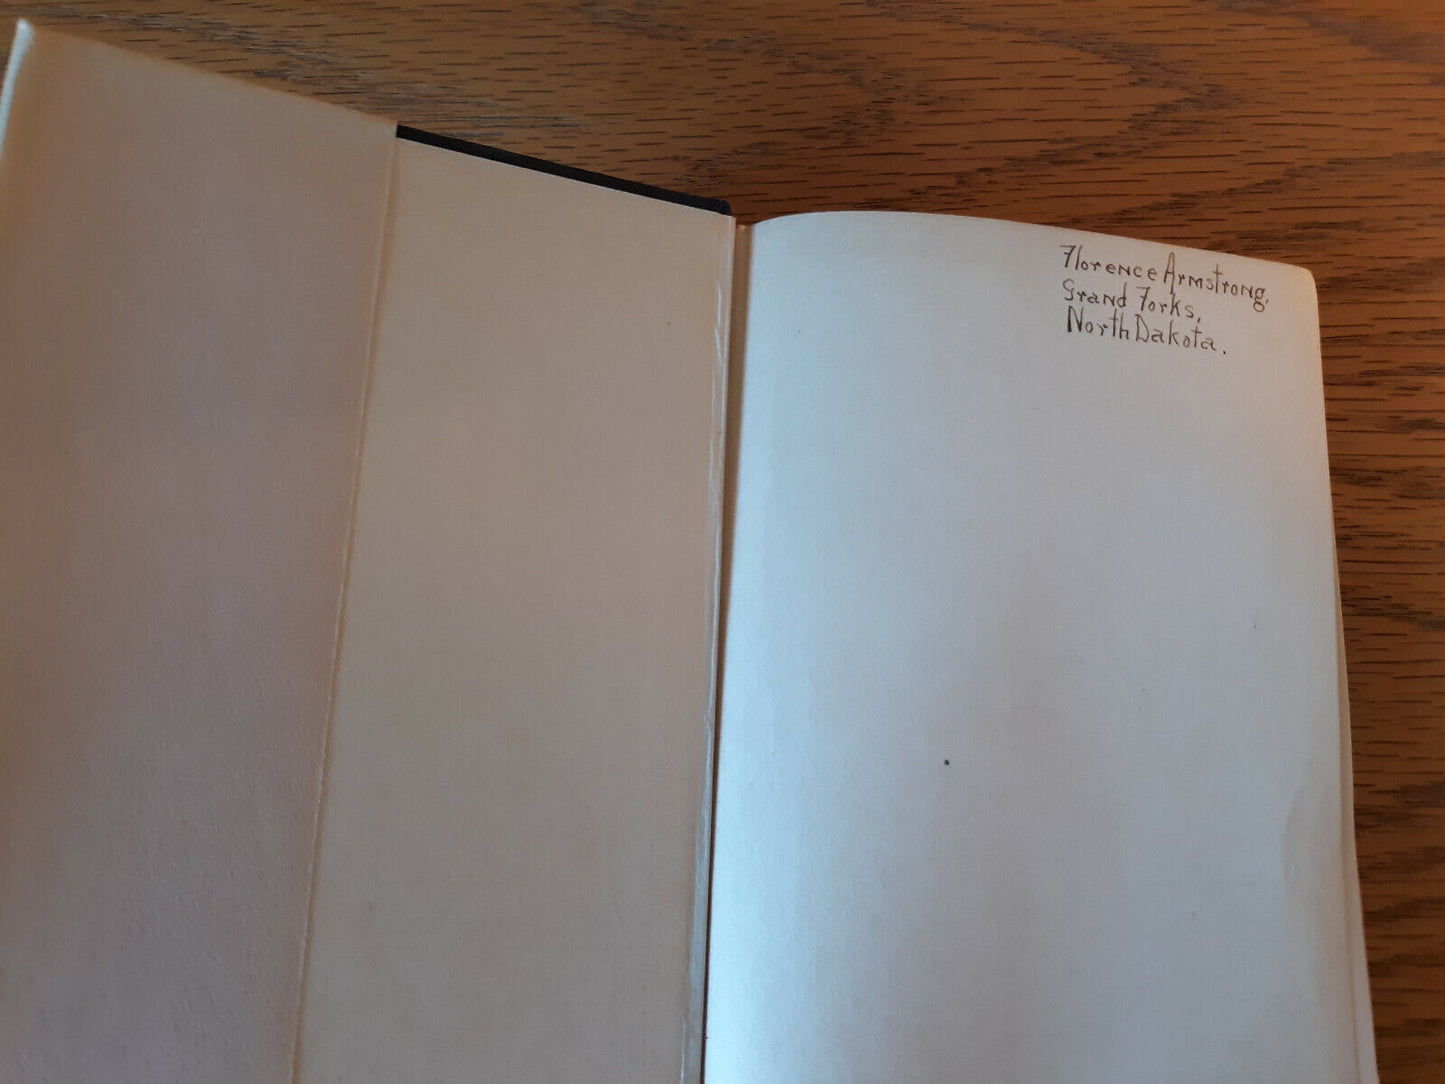 Florence Armstrong,
Grand Forks,
North Dakota.